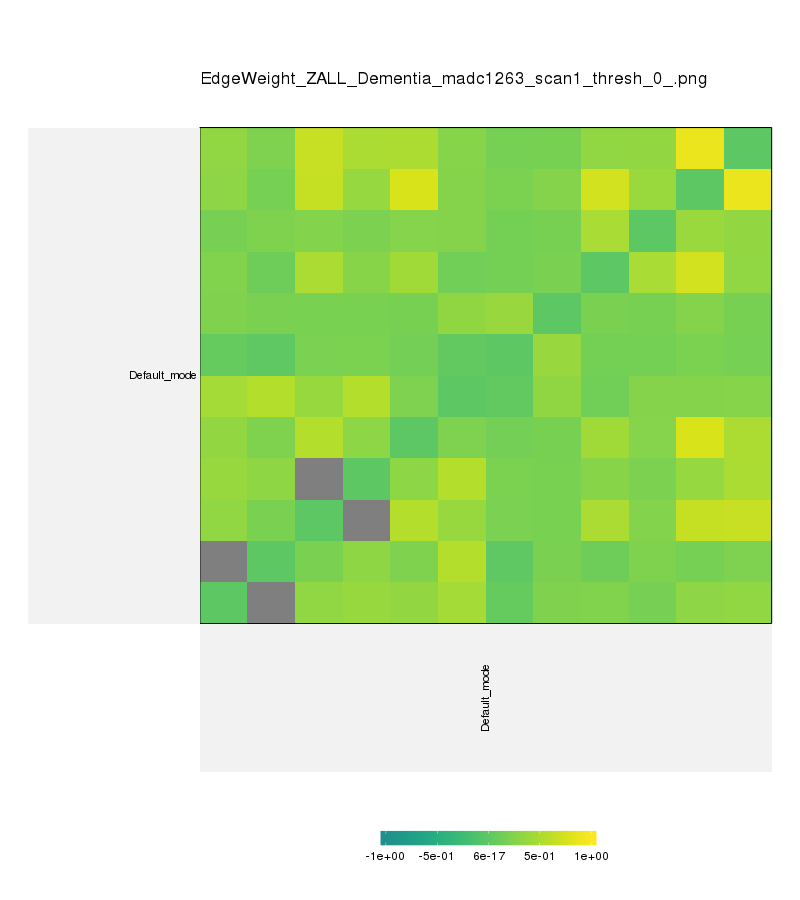 EdgeWeight_ZALL_Dementia_madc1263_scan1_thresh_0_.png
Default_mode
Default_mode
-1e+00 -5e-01 6e-17 5e-01 1e+00